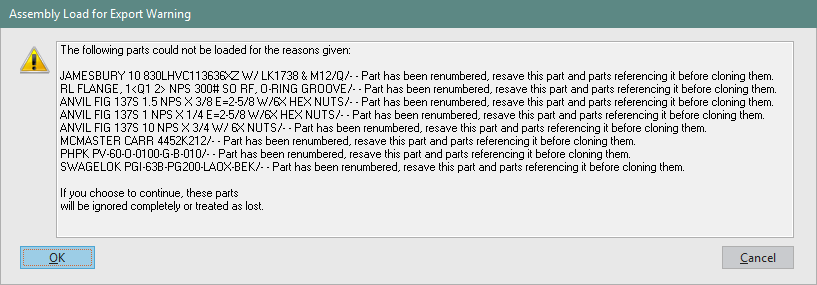 Assembly Load for Export Warning
The following parts could not be loaded for the reasons given:
JAMESBURY 10 830LHVC113636XZ W/ LK1738 & M12/Q/- - Part has been renumbered, resave this part and parts referencing it before cloning them.
RL FLANGE, 1<Q1 2> NPS 300# SO RF, O-RING GROOVE/- - Part has been renumbered, resave this part and parts referencing it before cloning them.
ANVIL FIG 137S 1.5 NPS X 3/8 E=2-5/8 W/6X HEX NUTS/- - Part has been renumbered, resave this part and parts referencing it before cloning them.
ANVIL FIG 137S 1 NPS X 1/4 E=2-5/8 W/6X HEX NUTS/- - Part has been renumbered, resave this part and parts referencing it before cloning them.
ANVIL FIG 137S 10 NPS X 3/4 W/ 6X NUTS/- - Part has been renumbered, resave this part and parts referencing it before cloning them.
MCMASTER CARR 4452K212/- - Part has been renumbered, resave this part and parts referencing it before cloning them.
PHPK PV-60-O-0100-G-B-010/- - Part has been renumbered, resave this part and parts referencing it before cloning them.
SWAGELOK PGI-63B-PG200-LAOX-BEK/- - Part has been renumbered, resave this part and parts referencing it before cloning them.
If you choose to continue, these parts
will be ignored completely or treated as lost.
OK
Cancel